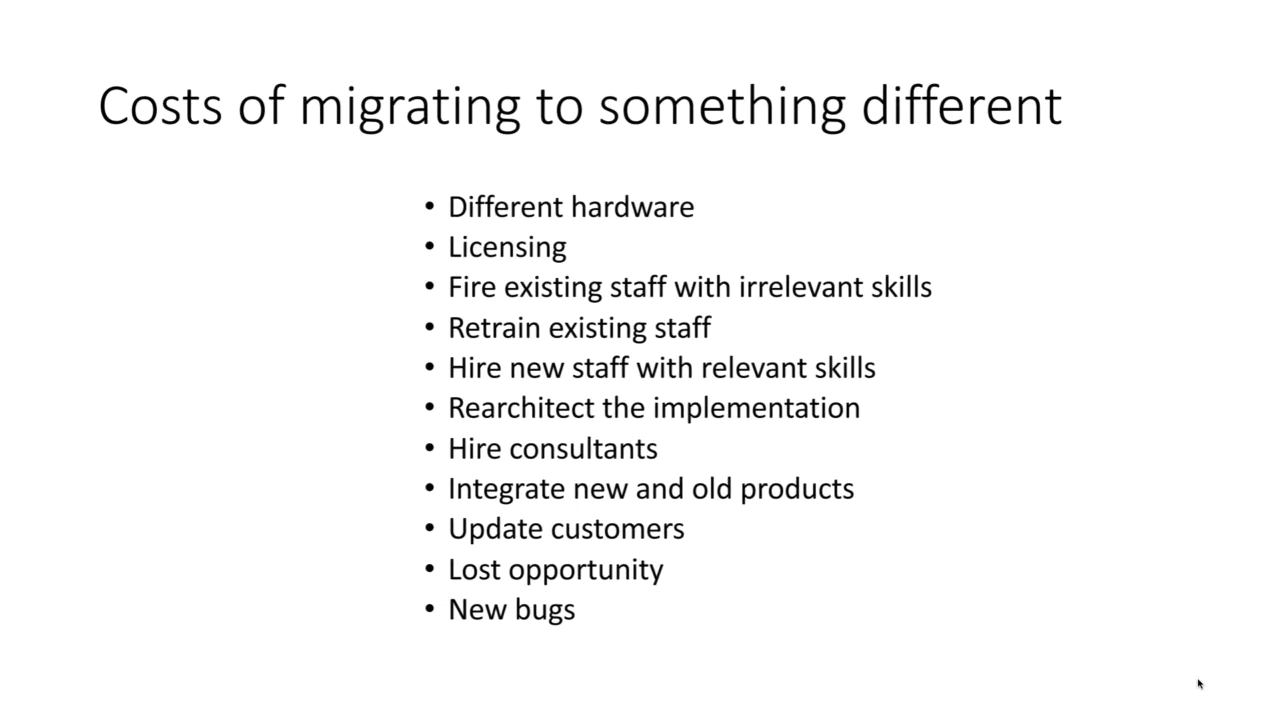 Costs of migrating to something different
• Different hardware
• Licensing
• Fire existing staff with irrelevant skills
• Retrain existing staff
• Hire new staff with relevant skills
• Rearchitect the implementation
• Hire consultants
• Integrate new and old products
• Update customers
• Lost opportunity
• New bugs